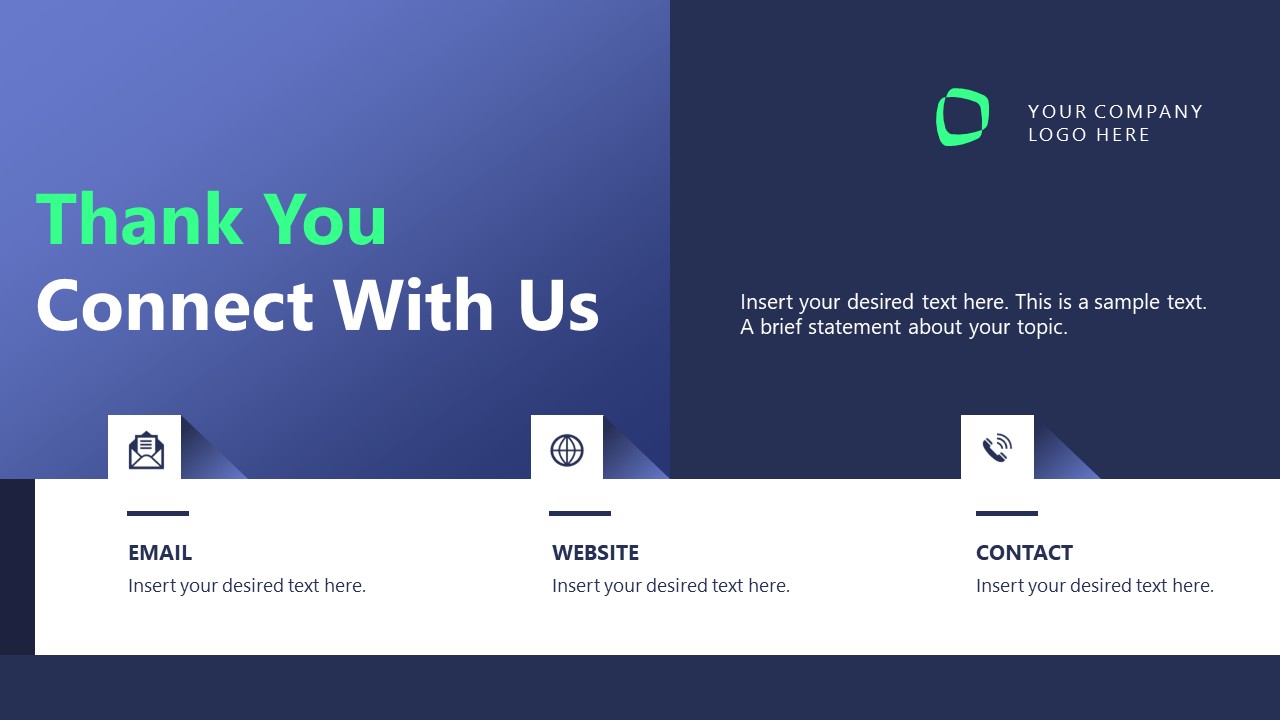 YOUR COMPANY
LOGO HERE
Thank You
Connect With Us
Insert your desired text here. This is a sample text.
A brief statement about your topic.
EMAIL
Insert your desired text here.
WEBSITE
Insert your desired text here.
CONTACT
Insert your desired text here.